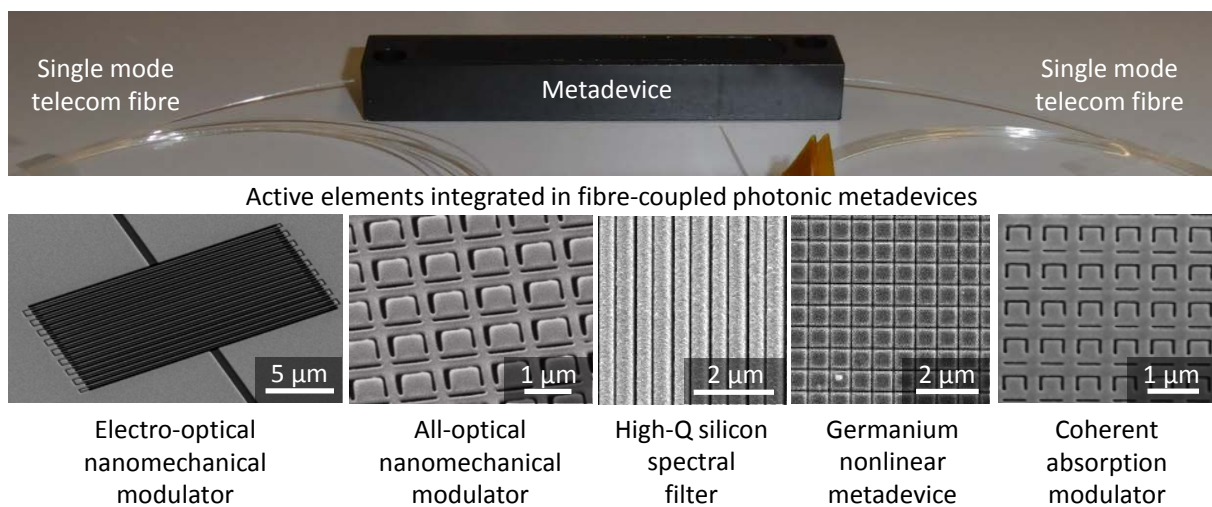 Single mode
telecom fibre
Metadevice
Single mode
telecom fibre
Active elements integrated in fibre-coupled photonic metadevices
5 μm
1 μm
2 μm
2 μm
1 μm
Electro-optical
nanomechanical
modulator
All-optical
nanomechanical
modulator
High-Q silicon
spectral
filter
Germanium
nonlinear
metadevice
Coherent
absorption
modulator